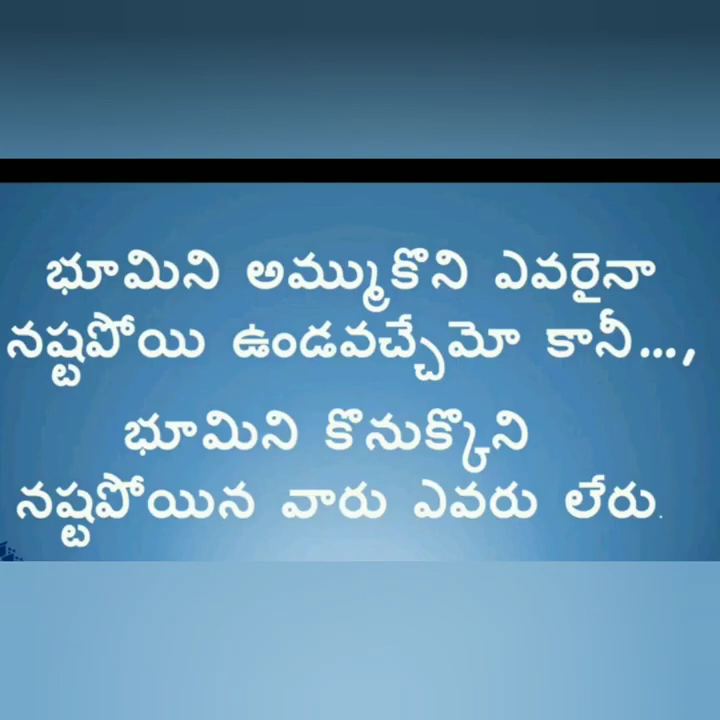 భూమిని అమ్ముకొని ఎవరైనా
నష్టపోయి ఉండవచ్చేమో కానీ...,
భూమిని కొనుక్కొని
నష్టపోయిన వారు ఎవరు లేరు.